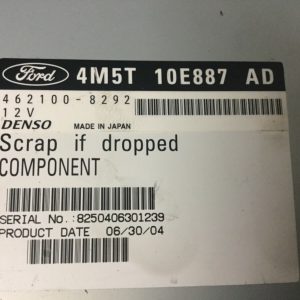 Ford 4M5T 10E887 AD
462100-8292
12V
DENSO MADE IN JAPAN
Scrap if dropped
COMPONENT
SERIAL No :8250406301239
PRODUCT DATE 06/30/04